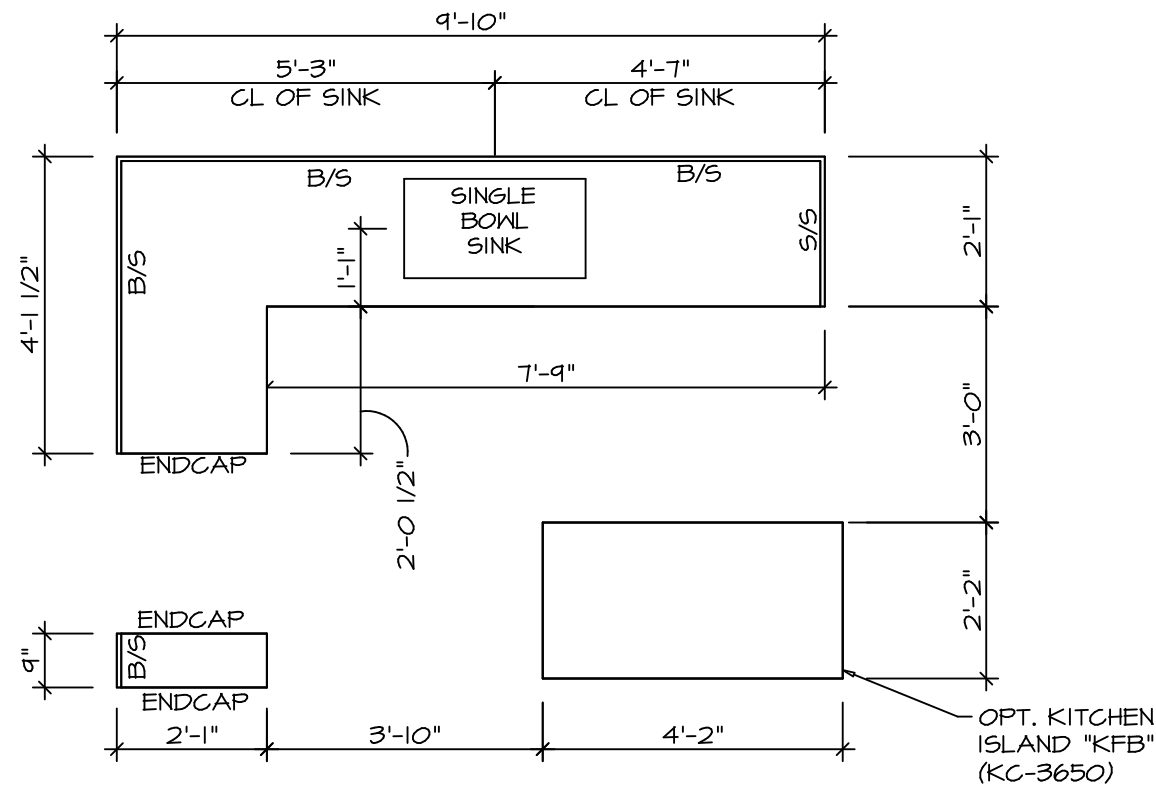 9'-10"
5'-3"
4'-7"
CL OF SINK
CL OF SINK
B/S
B/S
SINGLE
BOWL
SINK
S/S
2'-1"
B/S
1'-1"
4'-1 1/2"
7'-9"
3'-0"
ENDCAP
2'-0 1/2"
2'-2"
ENDCAP
9"
B/S
ENDCAP
2'-1"
3'-10"
4'-2"
OPT. KITCHEN
ISLAND "KFB"
(KC-3650)